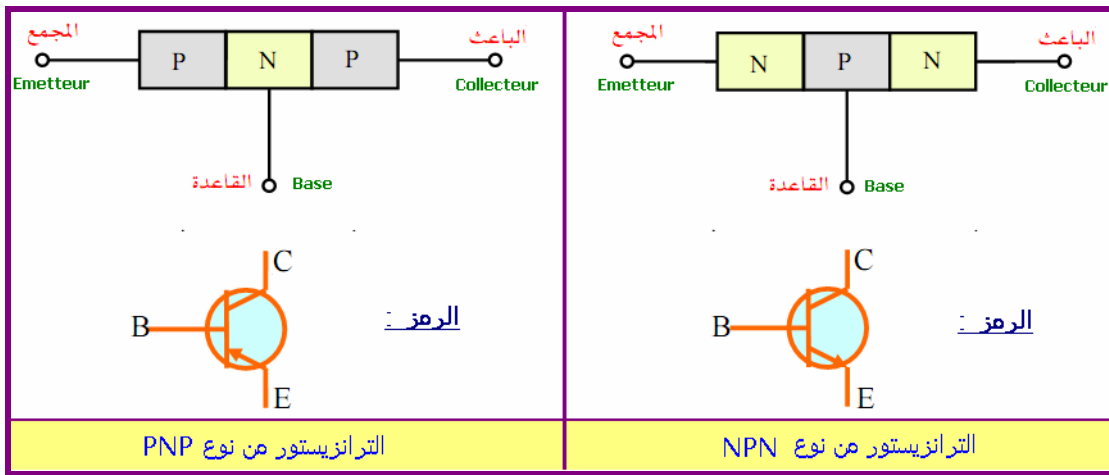 المجمع
الباعث
P N P
Emetteur
Collecteur
القاعدة Base
C
B
الرمز :
E
الترانزيستور من نوع PNP
المجمع
الباعث
N P N
Emetteur
Collecteur
القاعدة Base
C
B
الرمز :
E
الترانزيستور من نوع NPN